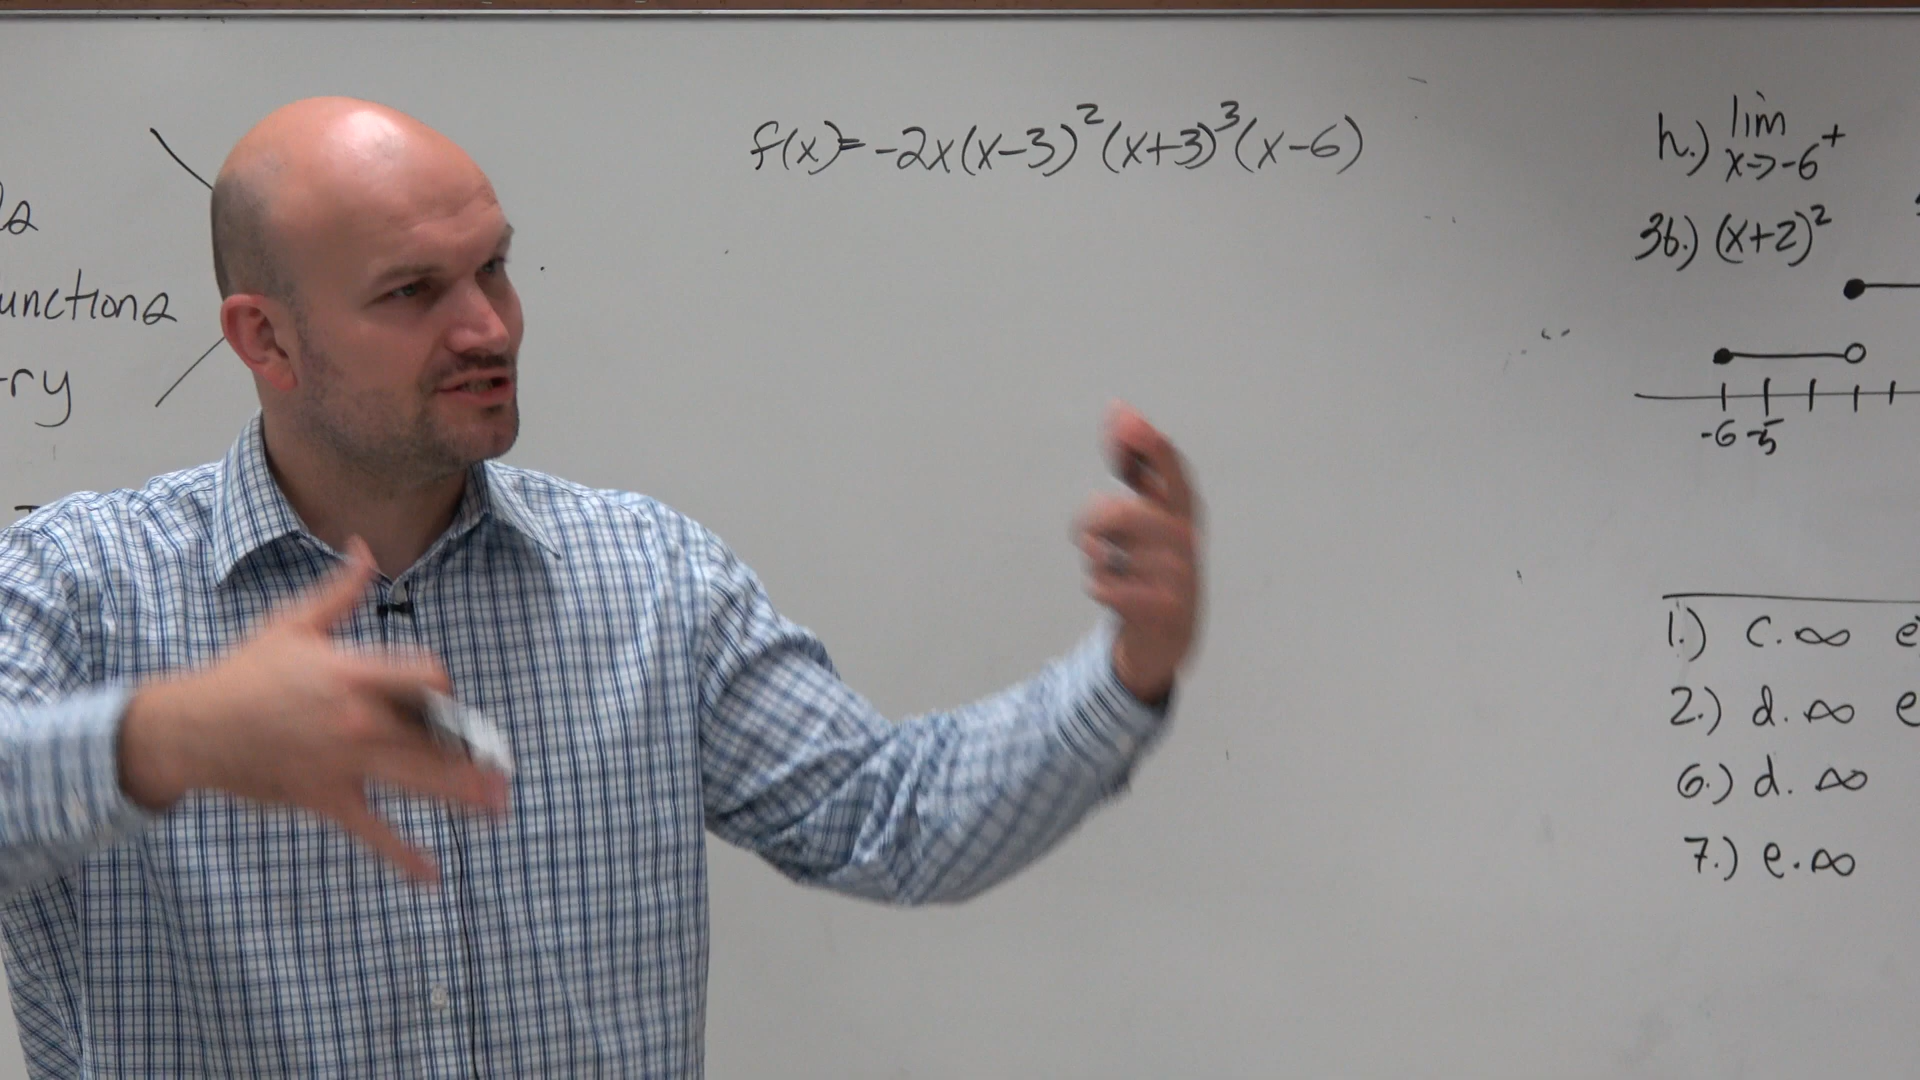 unctions
ry
f(x)=-2x(x-3)²(x+3)³(x-6)
h.) lim x->-6⁺
36.) (x+2)²
-6 -5
1.) c. ∞ e
2.) d. ∞ e
6.) d. ∞
7.) e. ∞